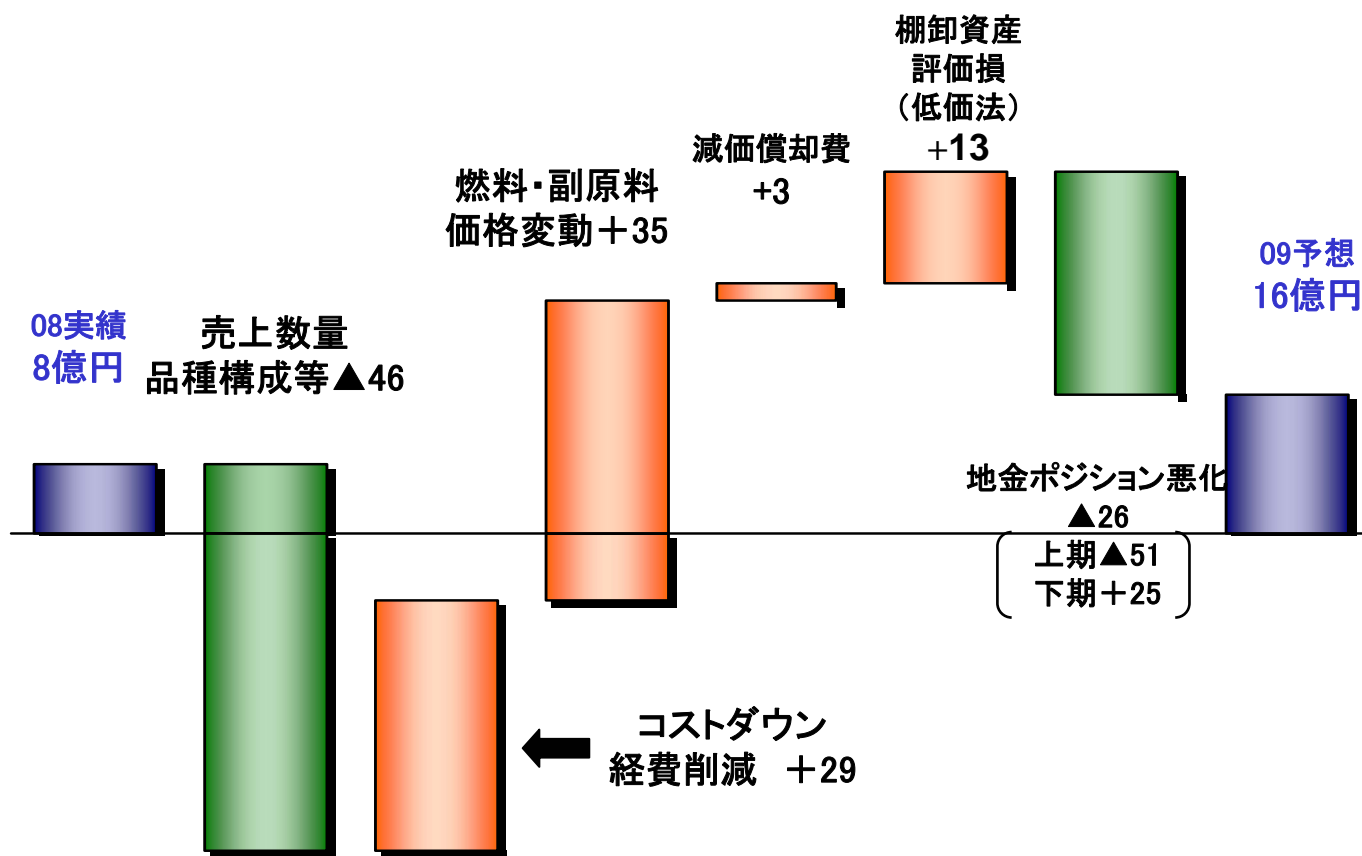 08実績
8億円
売上数量
品種構成等▲46
コストダウン
経費削減　＋29
燃料・副原料
価格変動＋35
減価償却費
+3
棚卸資産
評価損
（低価法）
+13
地金ポジション悪化
▲26
上期▲51
下期＋25
09予想
16億円